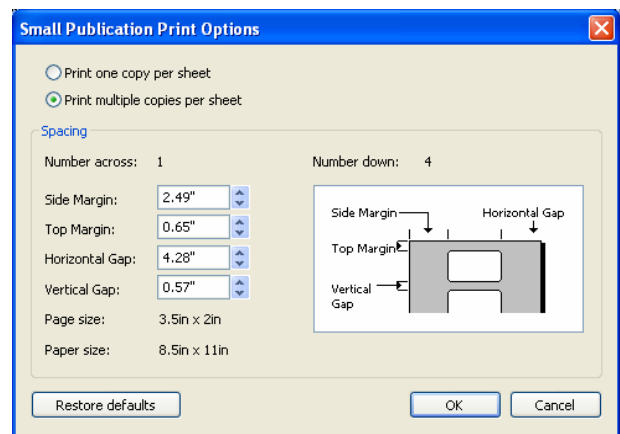 Small Publication Print Options
Print one copy per sheet
Print multiple copies per sheet
Spacing
Number across: 1
Number down: 4
Side Margin: 2.49"
Top Margin: 0.65"
Horizontal Gap: 4.28"
Vertical Gap: 0.57"
Page size: 3.5in x 2in
Paper size: 8.5in x 11in
Side Margin
Horizontal Gap
Top Margin
Vertical
Gap
Restore defaults
OK
Cancel